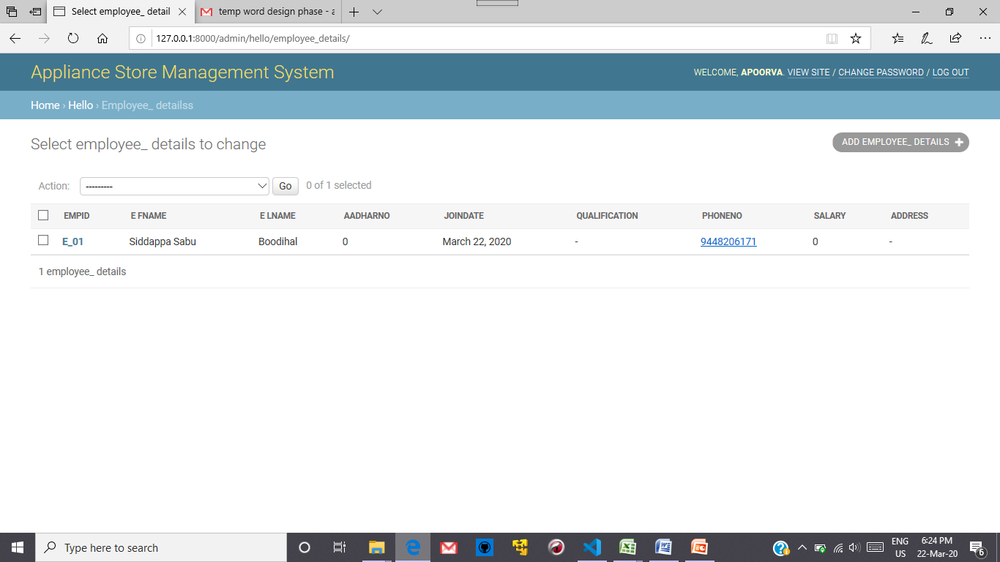 Select employee_ detail
temp word design phase - a
127.0.0.1:8000/admin/hello/employee_details/
Appliance Store Management System
WELCOME, APOORVA. VIEW SITE / CHANGE PASSWORD / LOG OUT
Home › Hello › Employee_ detailss
Select employee_ details to change
ADD EMPLOYEE_ DETAILS
Action: --------- Go 0 of 1 selected
EMPID E FNAME E LNAME AADHARNO JOINDATE QUALIFICATION PHONENO SALARY ADDRESS
E_01 Siddappa Sabu Boodihal 0 March 22, 2020 - 9448206171 0 -
1 employee_ details
Type here to search
ENG
US
6:24 PM
22-Mar-20
6